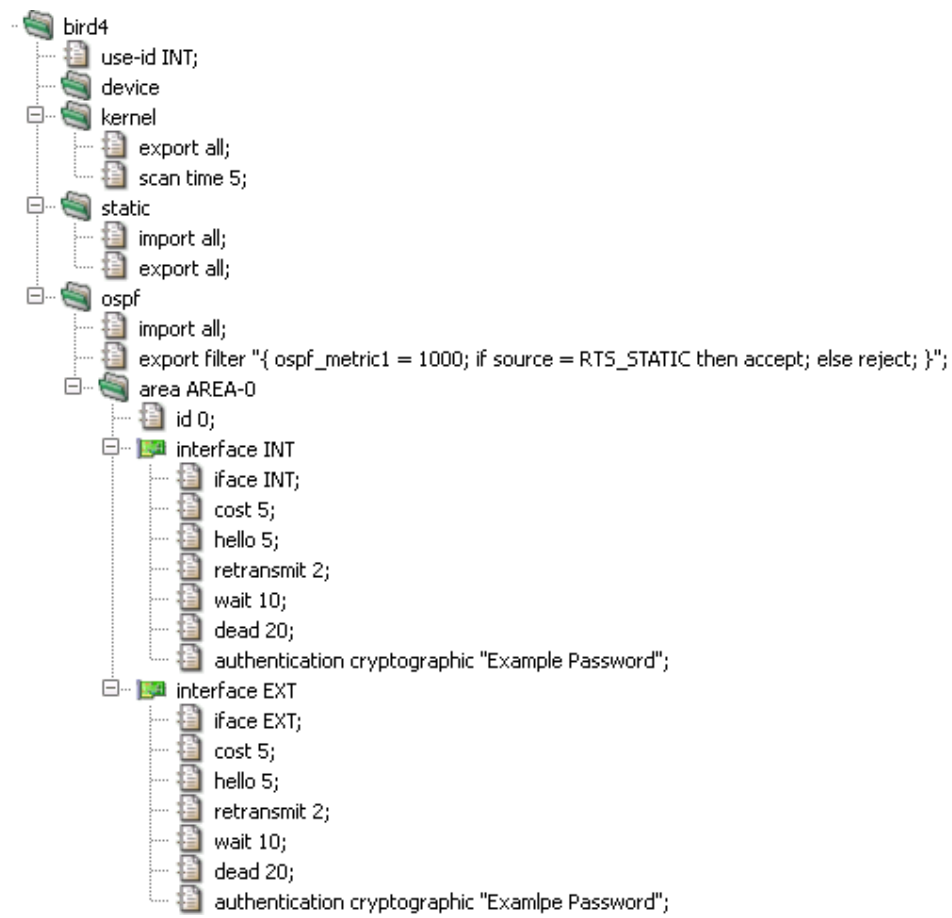 bird4
use-id INT;
device
kernel
export all;
scan time 5;
static
import all;
export all;
ospf
import all;
export filter "{ ospf_metric1 = 1000; if source = RTS_STATIC then accept; else reject; }";
area AREA-0
id 0;
interface INT
iface INT;
cost 5;
hello 5;
retransmit 2;
wait 10;
dead 20;
authentication cryptographic "Example Password";
interface EXT
iface EXT;
cost 5;
hello 5;
retransmit 2;
wait 10;
dead 20;
authentication cryptographic "Examlpe Password";